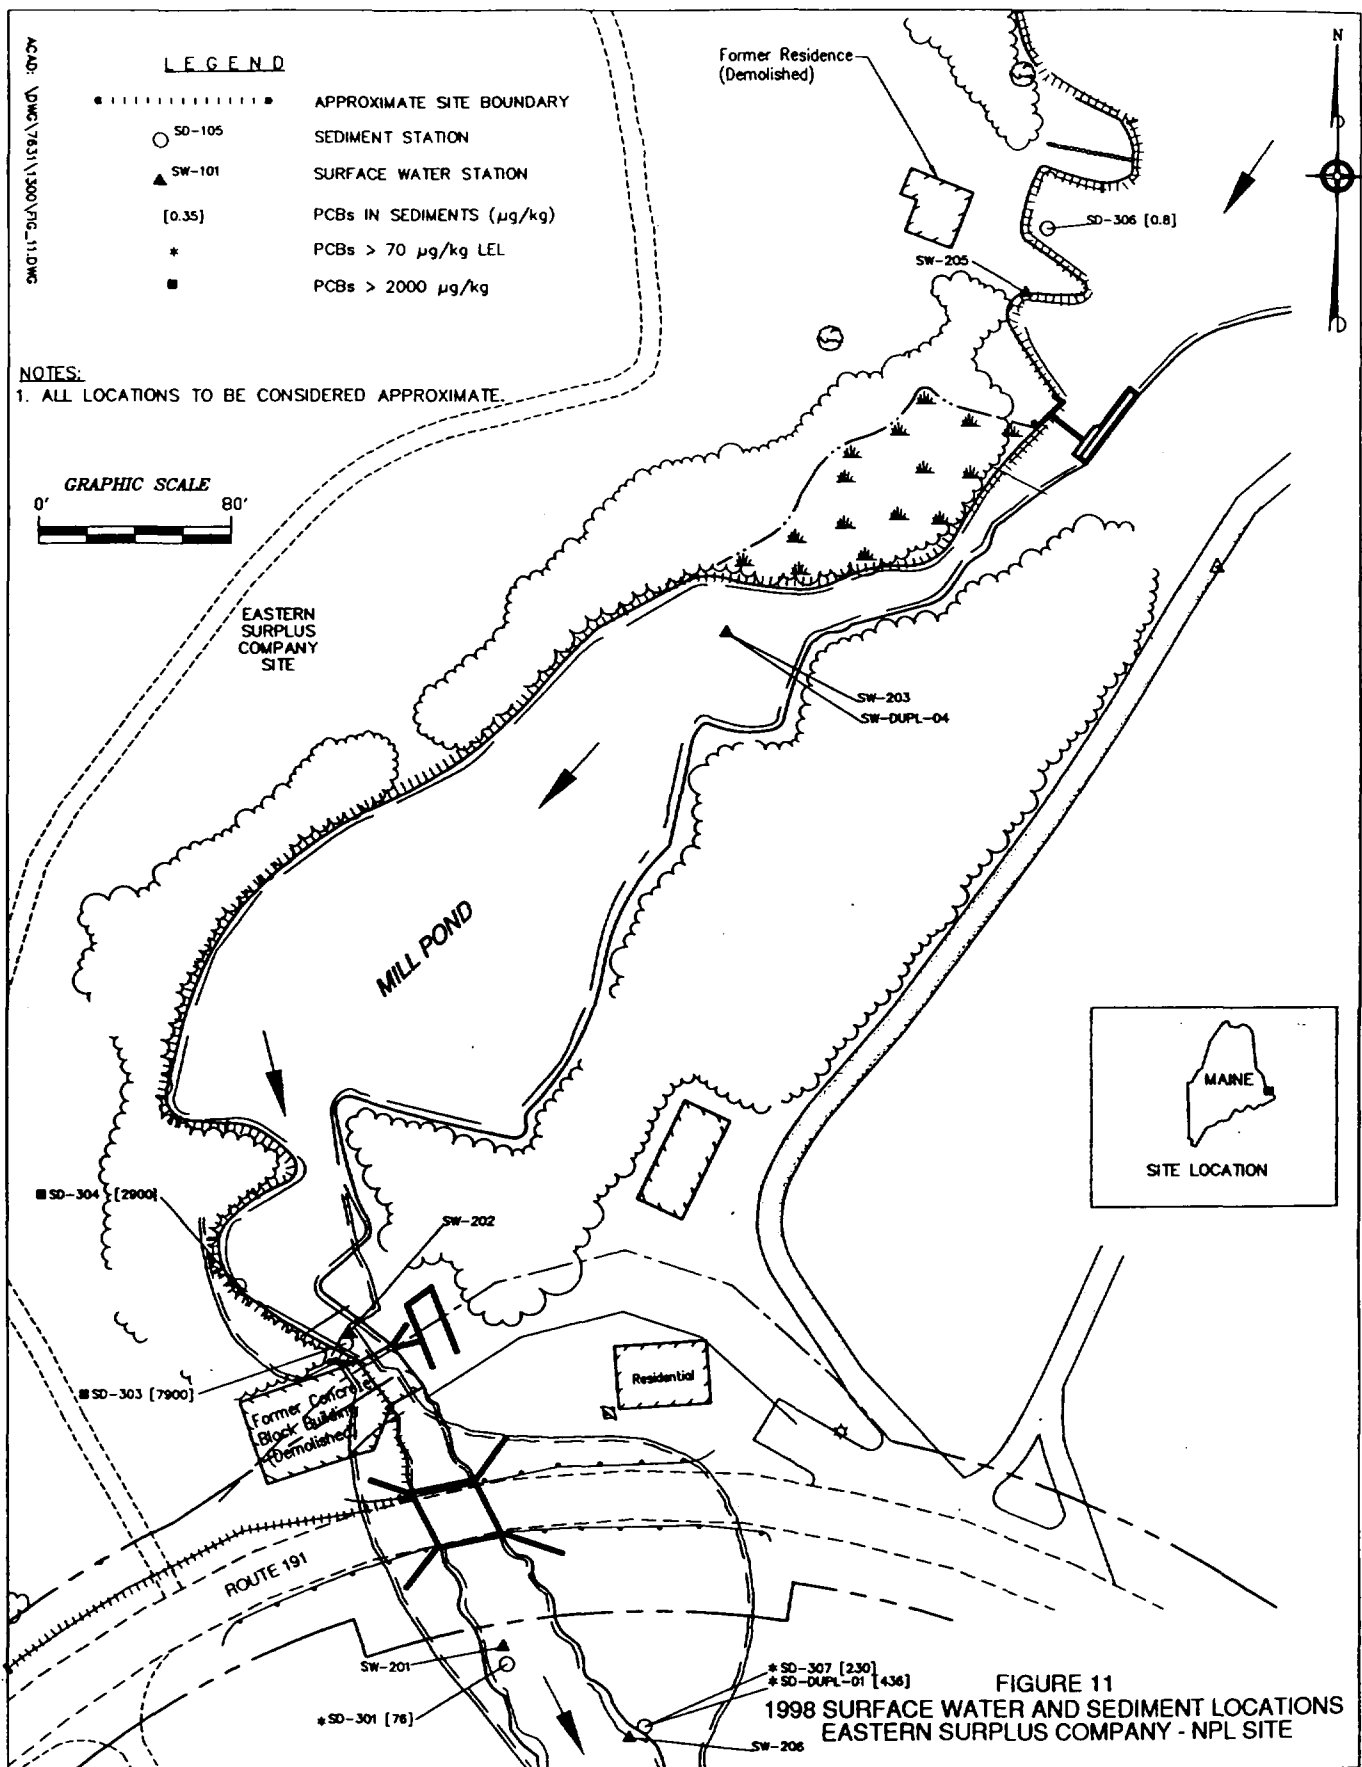 ACAD: \DWG\7631\1300\FIG_11.DWG
LEGEND
APPROXIMATE SITE BOUNDARY
SD-105
SEDIMENT STATION
SW-101
SURFACE WATER STATION
[0.35]
PCBs IN SEDIMENTS (µg/kg)
*
PCBs > 70 µg/kg LEL
■
PCBs > 2000 µg/kg
NOTES:
1. ALL LOCATIONS TO BE CONSIDERED APPROXIMATE.
GRAPHIC SCALE
0' 80'
Former Residence
(Demolished)
N
SD-306 [0.8]
SW-205
EASTERN
SURPLUS
COMPANY
SITE
SW-203
SW-DUPL-04
MILL POND
MAINE
SITE LOCATION
■ SD-304 [2900]
SW-202
■ SD-303 [7900]
Former Concrete
Block Building
(Demolished)
Residential
ROUTE 191
SW-201
* SD-301 [76]
* SD-307 [230]
* SD-DUPL-01 [436]
SW-206
FIGURE 11
1998 SURFACE WATER AND SEDIMENT LOCATIONS
EASTERN SURPLUS COMPANY - NPL SITE